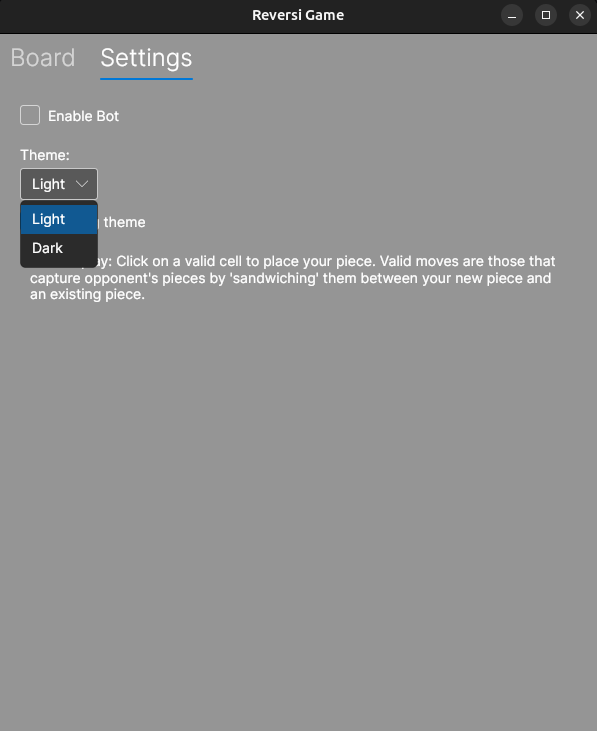 Reversi Game
Board Settings
Enable Bot
Theme:
Light
Light
theme
Dark
Click on a valid cell to place your piece. Valid moves are those that
capture opponent's pieces by 'sandwiching' them between your new piece and
an existing piece.